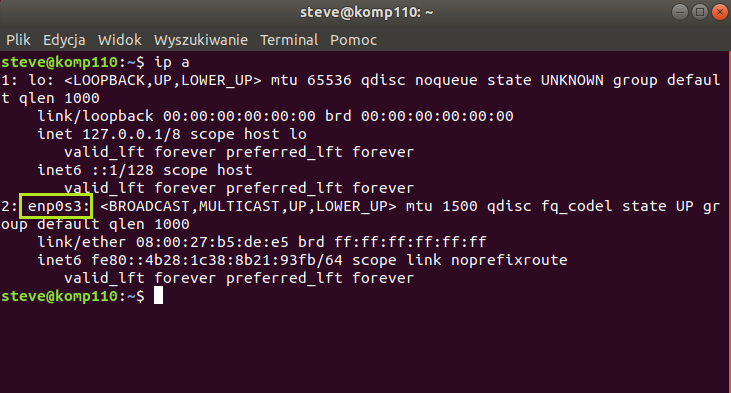 steve@komp110: ~
Plik Edycja Widok Wyszukiwanie Terminal Pomoc
steve@komp110:~$ ip a
1: lo: <LOOPBACK,UP,LOWER_UP> mtu 65536 qdisc noqueue state UNKNOWN group defaul
t qlen 1000
    link/loopback 00:00:00:00:00:00 brd 00:00:00:00:00:00
    inet 127.0.0.1/8 scope host lo
       valid_lft forever preferred_lft forever
    inet6 ::1/128 scope host
       valid_lft forever preferred_lft forever
2: enp0s3: <BROADCAST,MULTICAST,UP,LOWER_UP> mtu 1500 qdisc fq_codel state UP gr
oup default qlen 1000
    link/ether 08:00:27:b5:de:e5 brd ff:ff:ff:ff:ff:ff
    inet6 fe80::4b28:1c38:8b21:93fb/64 scope link noprefixroute
       valid_lft forever preferred_lft forever
steve@komp110:~$